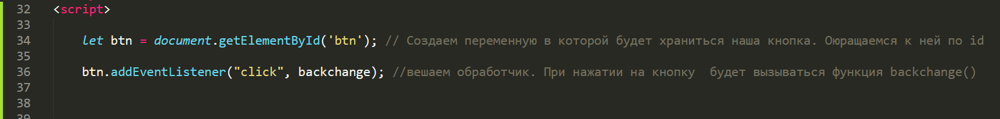 32 <script>
33
34 let btn = document.getElementById('btn'); // Создаем переменную в которой будет храниться наша кнопка. Оюращаемся к ней по id
35
36 btn.addEventListener("click", backchange); //вешаем обработчик. При нажатии на кнопку  будет вызываться функция backchange()
37
38
39